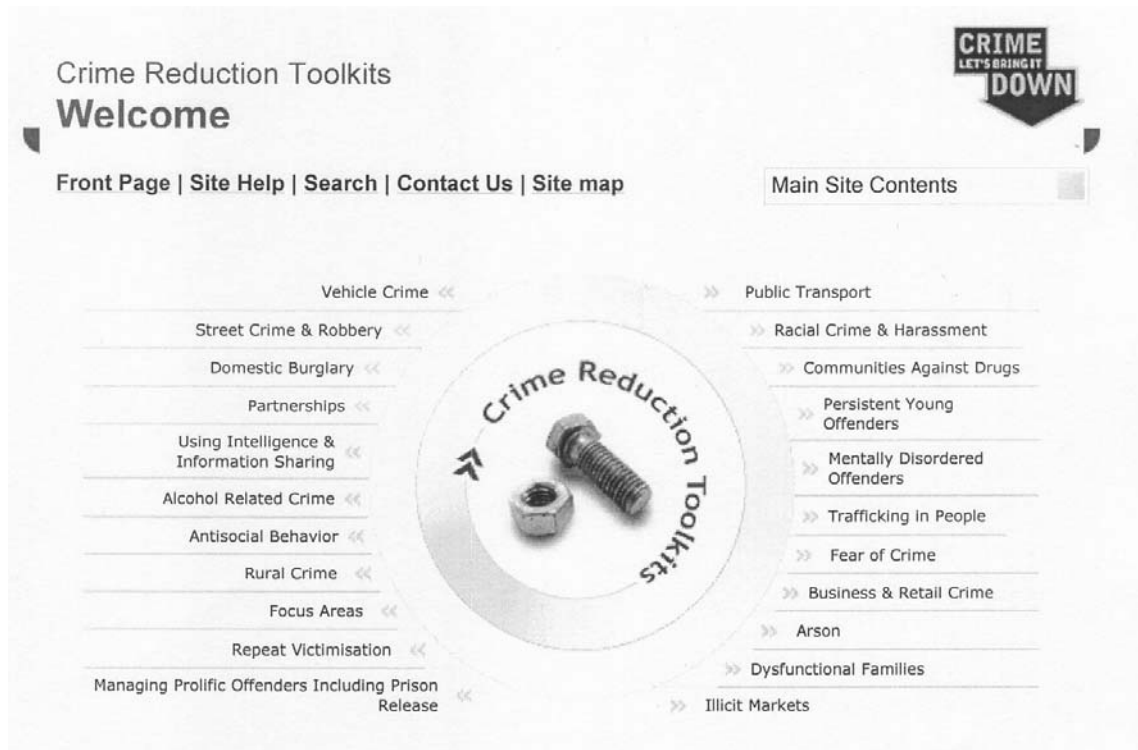 CRIME
LET'S BRING IT
DOWN
Crime Reduction Toolkits
Welcome
Front Page | Site Help | Search | Contact Us | Site map
Main Site Contents
Vehicle Crime
Street Crime & Robbery
Domestic Burglary
Partnerships
Using Intelligence &
Information Sharing
Alcohol Related Crime
Antisocial Behavior
Rural Crime
Focus Areas
Repeat Victimisation
Managing Prolific Offenders Including Prison
Release
Crime Reduction Toolkits
Public Transport
Racial Crime & Harassment
Communities Against Drugs
Persistent Young
Offenders
Mentally Disordered
Offenders
Trafficking in People
Fear of Crime
Business & Retail Crime
Arson
Dysfunctional Families
Illicit Markets